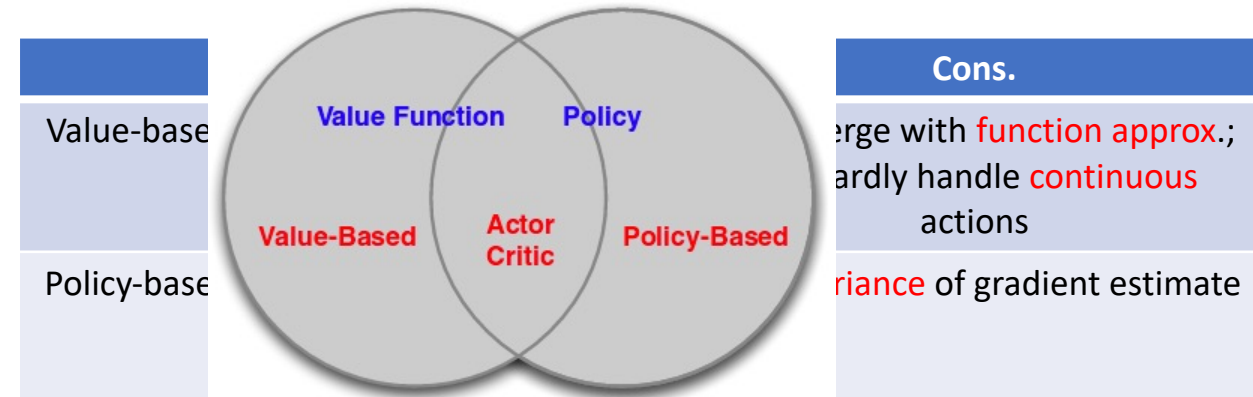 Cons.
Value Function Policy
Value-base
erge with function approx.;
ardly handle continuous
actions
Value-Based Actor Critic Policy-Based
Policy-base
riance of gradient estimate